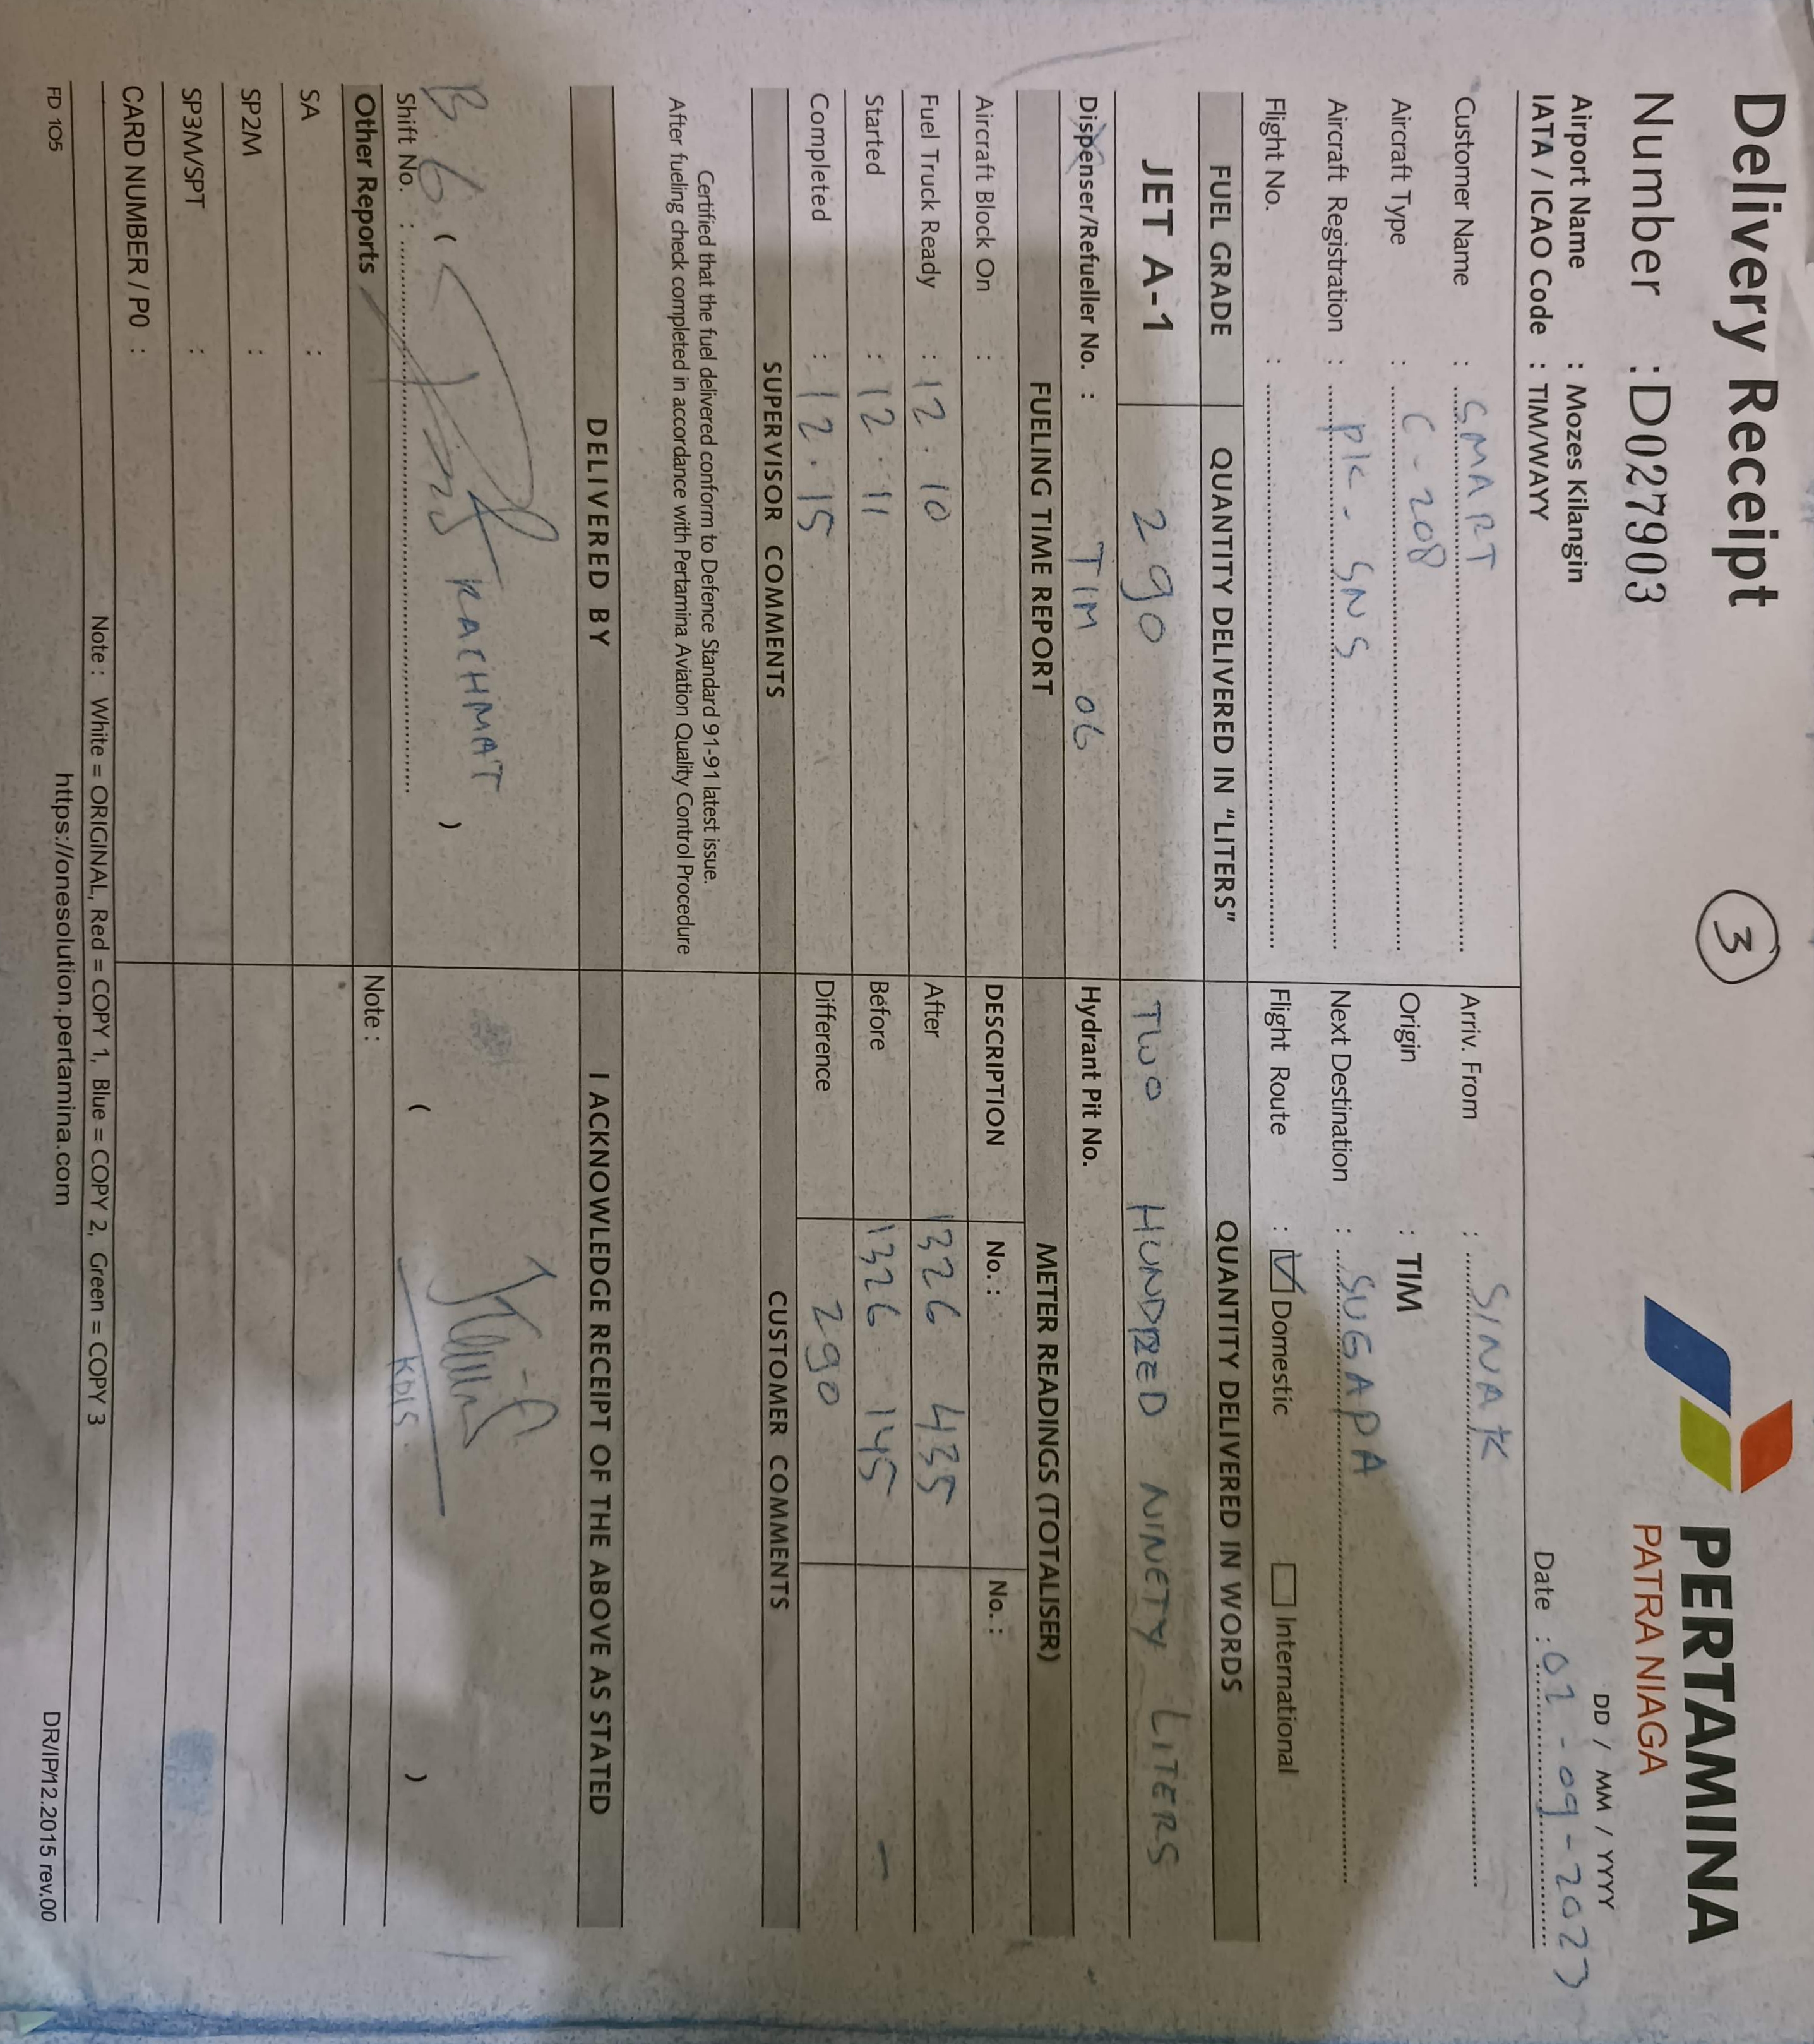 Delivery Receipt
3
PERTAMINA
PATRA NIAGA
Number : D027903
DD / MM / YYYY
Airport Name : Mozes Kilangin
IATA / ICAO Code : TIM/WAYY
Date : 02-09-2023
Customer Name : SMART
Arriv. From : SINAK
Aircraft Type : C-208
Origin : TIM
Aircraft Registration : PK-SNS
Next Destination : SUGAPA
Flight No. :
Flight Route : Domestic International
FUEL GRADE QUANTITY DELIVERED IN "LITERS" QUANTITY DELIVERED IN WORDS
JET A-1 290 TWO HUNDRED NINETY LITERS
Dispenser/Refueller No. : TIM 06 Hydrant Pit No.
FUELING TIME REPORT METER READINGS (TOTALISER)
Aircraft Block On : DESCRIPTION No. : No. :
Fuel Truck Ready : 12.10 After 1326 435
Started : 12.11 Before 1326 145
Completed : 12.15 Difference 290
SUPERVISOR COMMENTS CUSTOMER COMMENTS
Certified that the fuel delivered conform to Defence Standard 91-91 latest issue.
After fueling check completed in accordance with Pertamina Aviation Quality Control Procedure
DELIVERED BY I ACKNOWLEDGE RECEIPT OF THE ABOVE AS STATED
( RACHMAT ) ( )
Shift No. :
Other Reports Note :
SA :
SP2M :
SP3M/SPT :
CARD NUMBER / P0 :
Note : White = ORIGINAL, Red = COPY 1, Blue = COPY 2, Green = COPY 3
FD 105 https://onesolution.pertamina.com DR/IP/12.2015 rev.00